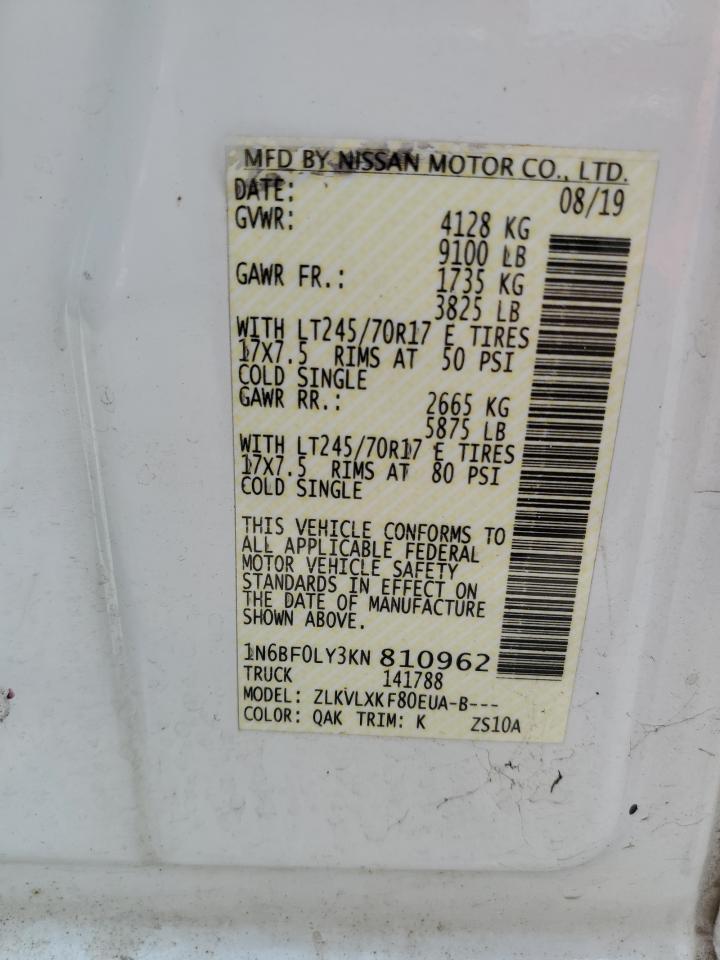 MFD BY NISSAN MOTOR CO., LTD.
DATE: 08/19
GVWR: 4128 KG
9100 LB
GAWR FR.: 1735 KG
3825 LB
WITH LT245/70R17 E TIRES
17X7.5 RIMS AT 50 PSI
COLD SINGLE
GAWR RR.: 2665 KG
5875 LB
WITH LT245/70R17 E TIRES
17X7.5 RIMS AT 80 PSI
COLD SINGLE
THIS VEHICLE CONFORMS TO
ALL APPLICABLE FEDERAL
MOTOR VEHICLE SAFETY
STANDARDS IN EFFECT ON
THE DATE OF MANUFACTURE
SHOWN ABOVE.
1N6BF0LY3KN 810962
TRUCK 141788
MODEL: ZLKVLXKF80EUA-B---
COLOR: QAK TRIM: K ZS10A